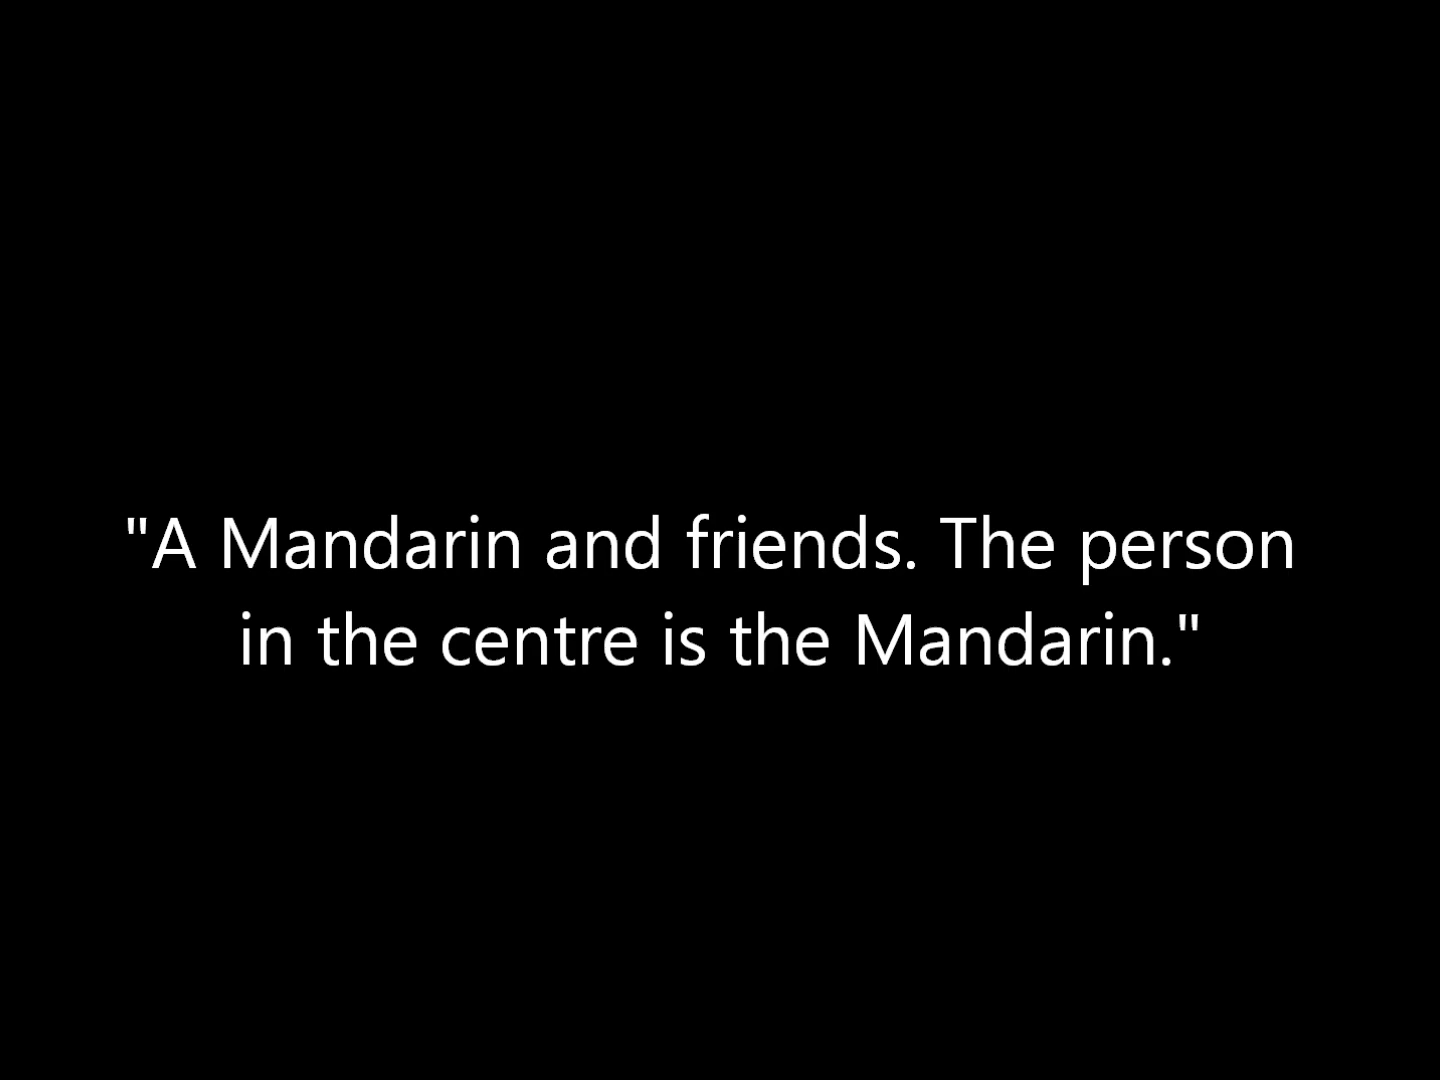 "A Mandarin and friends. The person
in the centre is the Mandarin."